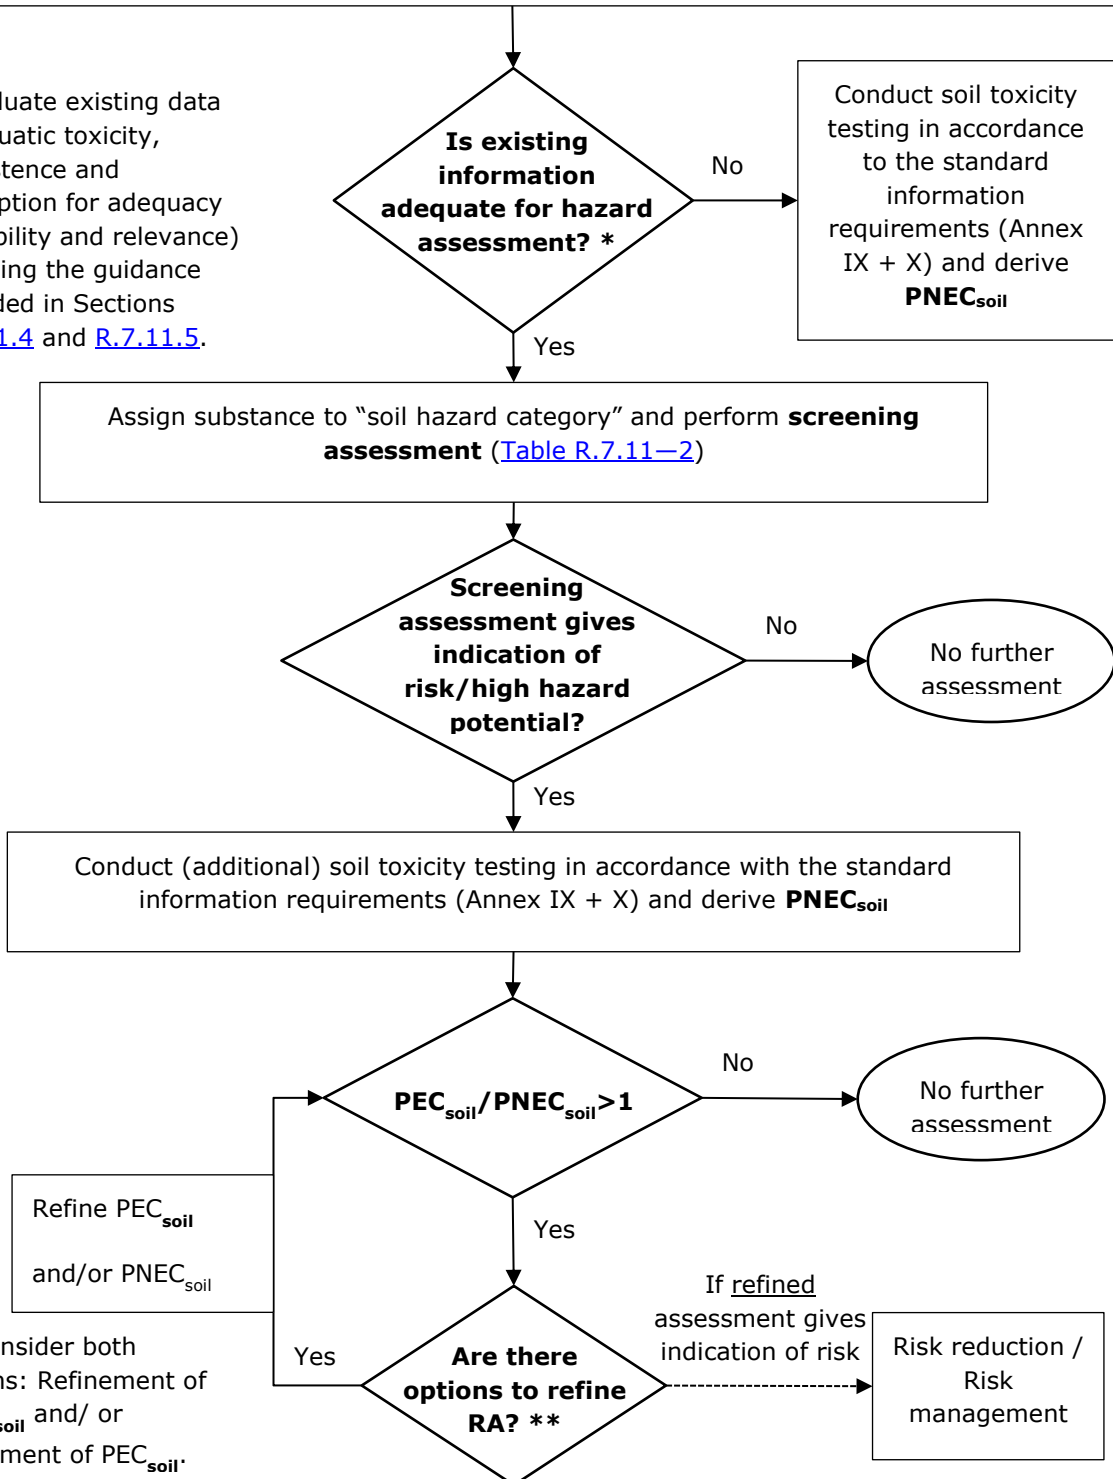 luate existing data
quatic toxicity,
stence and
ption for adequacy
bility and relevance)
ing the guidance
ded in Sections
1.4 and R.7.11.5.
Is existing
information
adequate for hazard
assessment? *
No
Conduct soil toxicity
testing in accordance
to the standard
information
requirements (Annex
IX + X) and derive
PNECsoil
Yes
Assign substance to “soil hazard category” and perform screening
assessment (Table R.7.11—2)
Screening
assessment gives
indication of
risk/high hazard
potential?
No
No further
assessment
Yes
Conduct (additional) soil toxicity testing in accordance with the standard
information requirements (Annex IX + X) and derive PNECsoil
PECsoil/PNECsoil>1
No
No further
assessment
Refine PECsoil
and/or PNECsoil
Yes
If refined
assessment gives
indication of risk
Risk reduction /
Risk
management
Are there
options to refine
RA? **
Yes
nsider both
ns: Refinement of
soil and/ or
ment of PECsoil.